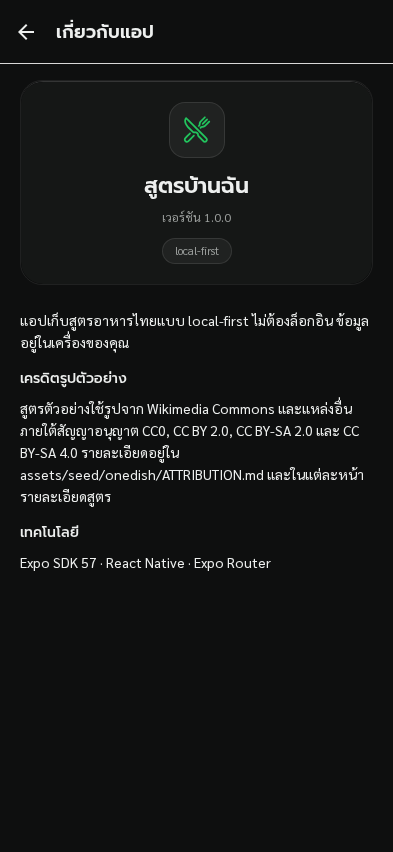 เกี่ยวกับแอป
สูตรบ้านฉัน
เวอร์ชัน 1.0.0
local-first
แอปเก็บสูตรอาหารไทยแบบ local-first ไม่ต้องล็อกอิน ข้อมูล
อยู่ในเครื่องของคุณ
เครดิตรูปตัวอย่าง
สูตรตัวอย่างใช้รูปจาก Wikimedia Commons และแหล่งอื่น
ภายใต้สัญญาอนุญาต CC0, CC BY 2.0, CC BY-SA 2.0 และ CC
BY-SA 4.0 รายละเอียดอยู่ใน
assets/seed/onedish/ATTRIBUTION.md และในแต่ละหน้า
รายละเอียดสูตร
เทคโนโลยี
Expo SDK 57 · React Native · Expo Router